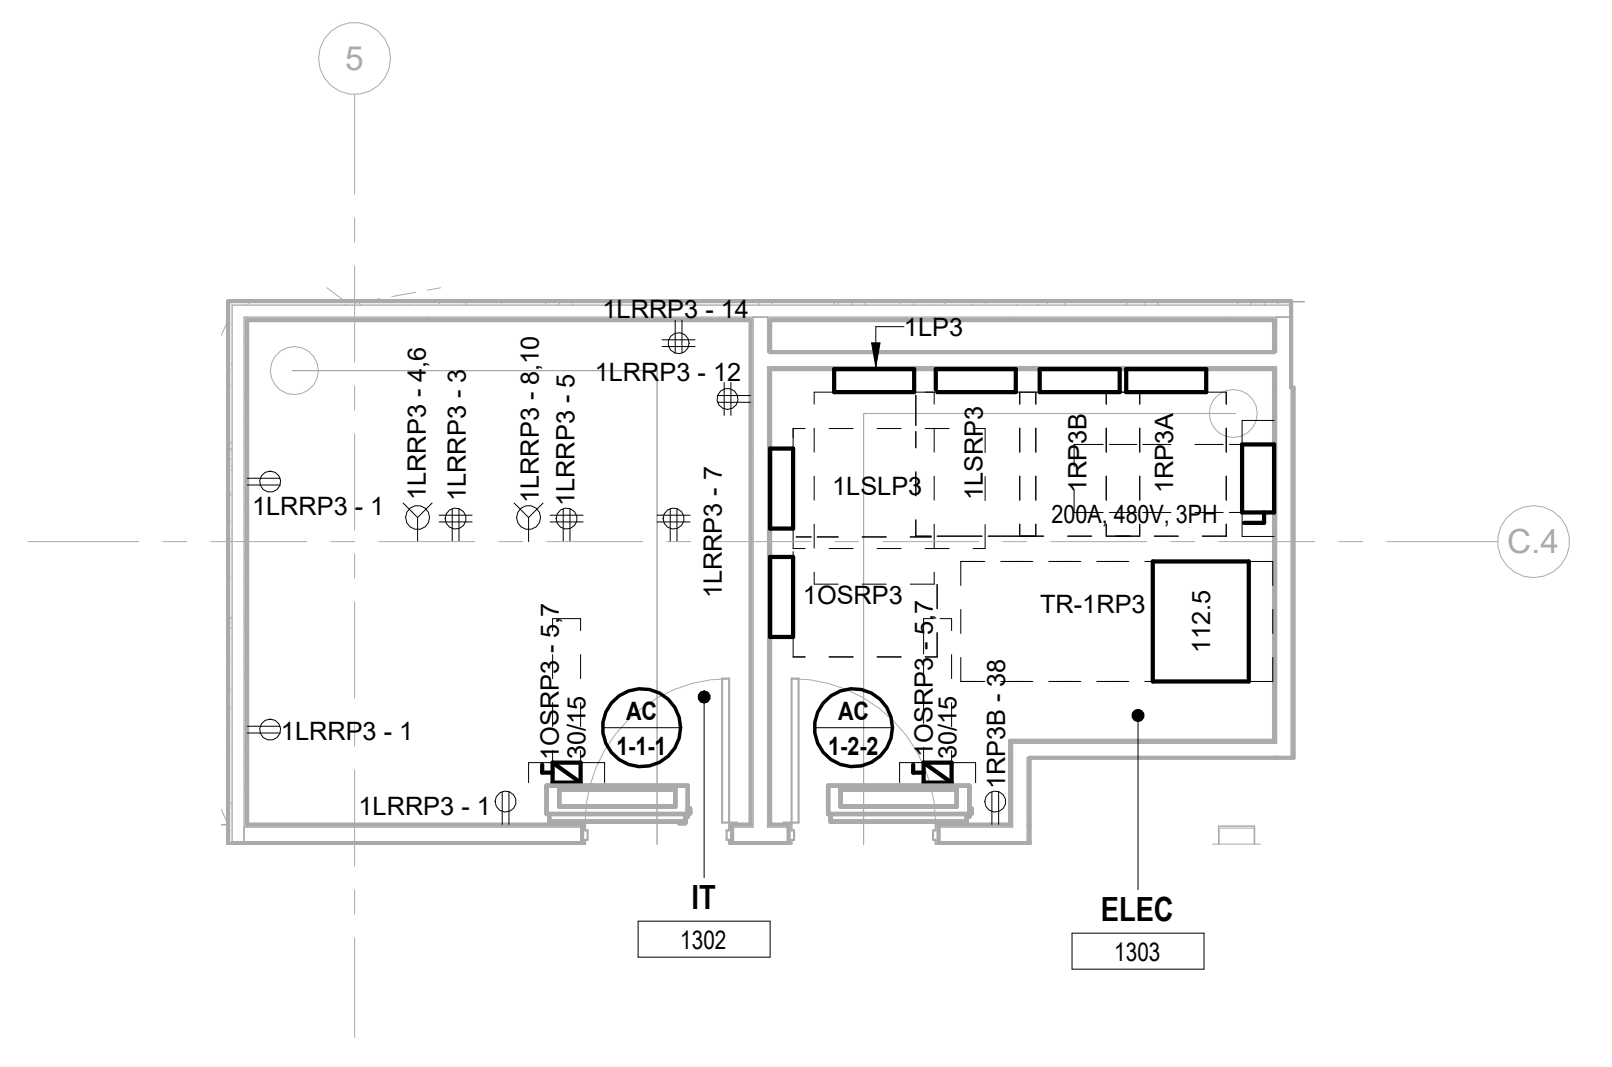 5
1LRRP3 - 14
1LP3
1LRRP3 - 12
1LRRP3 - 4,6
1LRRP3 - 3
1LRRP3 - 8,10
1LRRP3 - 5
1LRRP3 - 7
1LSRP3
1RP3B
1RP3A
1LSLP3
1LRRP3 - 1
200A, 480V, 3PH
C.4
1OSRP3
TR-1RP3
112.5
1OSRP3 - 5,7
30/15
AC
1-1-1
AC
1-2-2
1OSRP3 - 5,7
30/15
1RP3B - 38
1LRRP3 - 1
1LRRP3 - 1
IT
1302
ELEC
1303